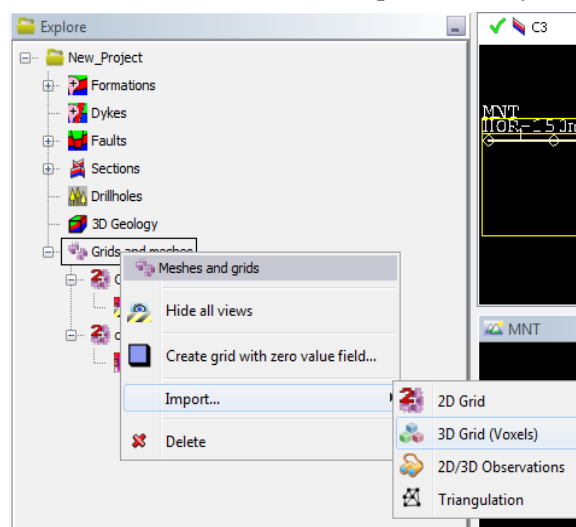 Explore
C3
New_Project
Formations
Dykes
Faults
Sections
Drillholes
3D Geology
Grids and meshes
Meshes and grids
Hide all views
Create grid with zero value field...
Import...
Delete
2D Grid
3D Grid (Voxels)
2D/3D Observations
Triangulation
MNT
MNT